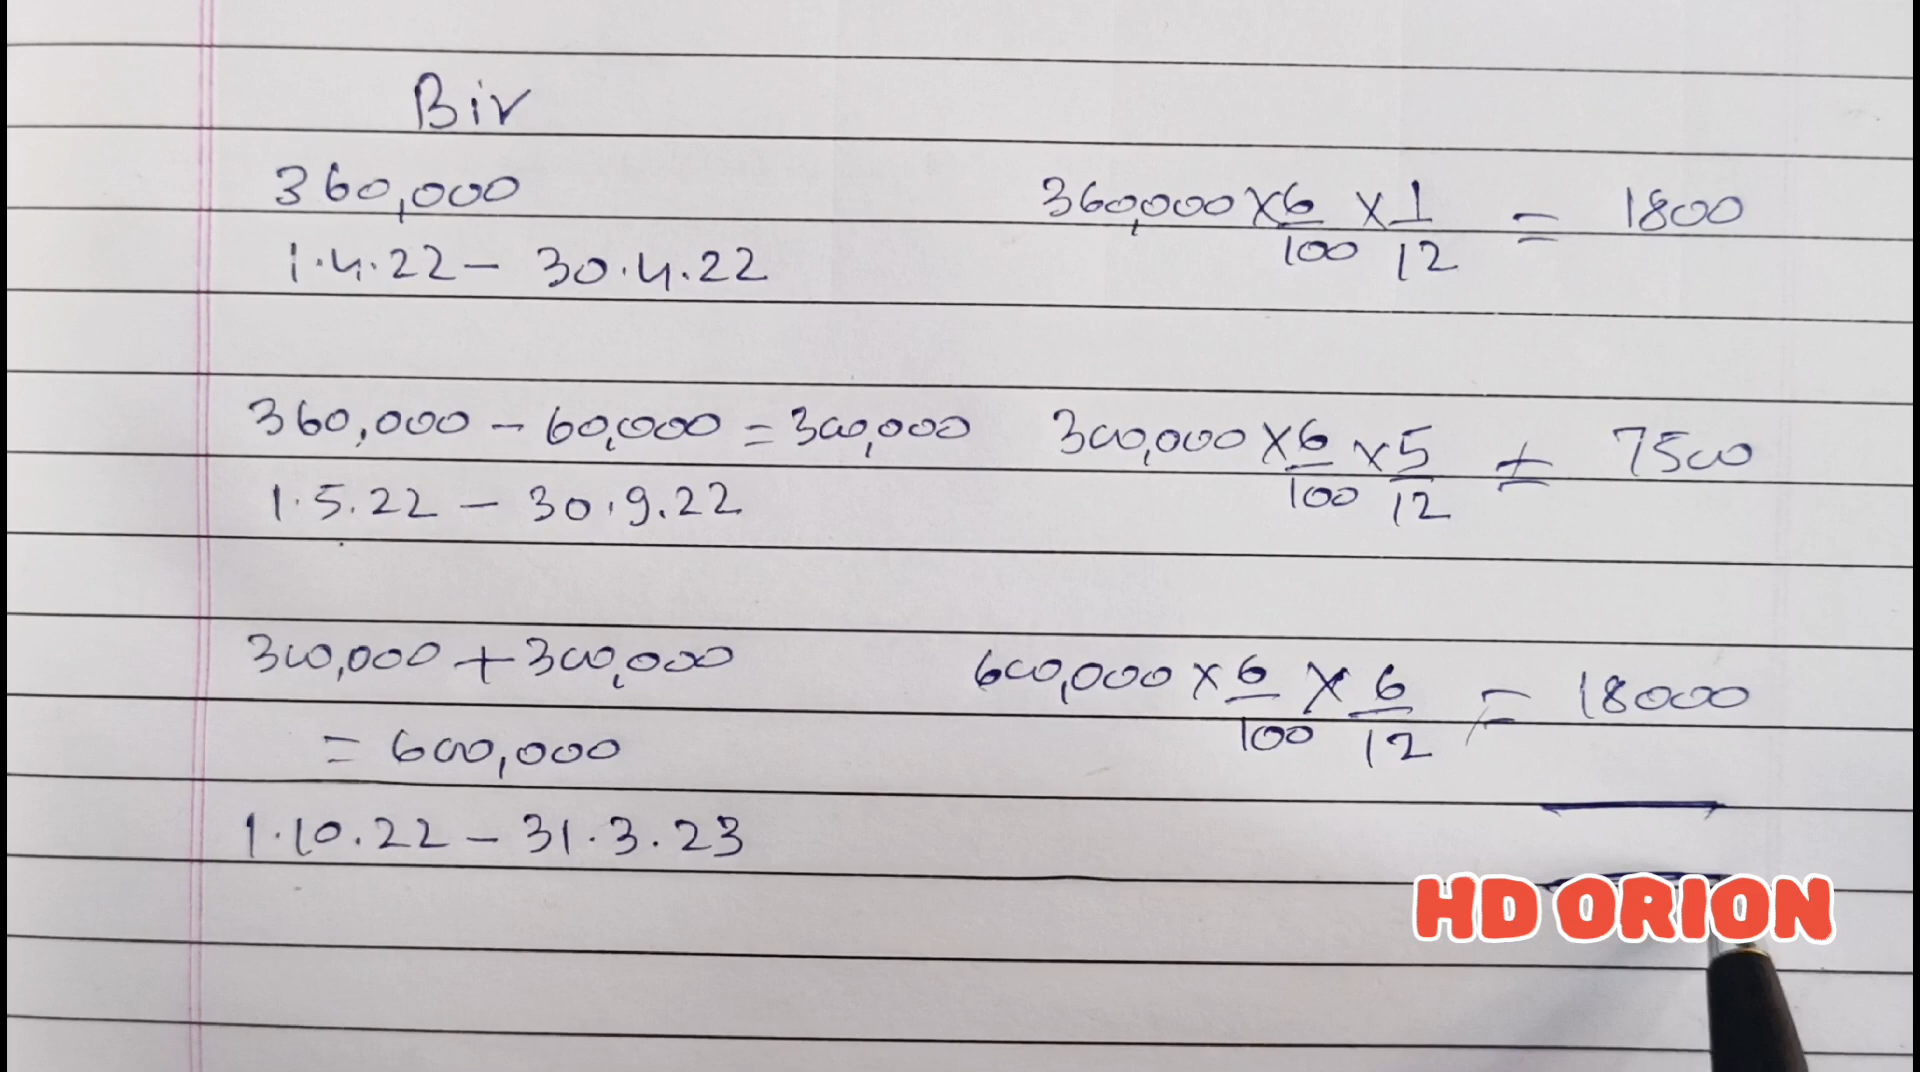 Bir
360,000 360,000 × 6/100 × 1/12 = 1800
1.4.22 - 30.4.22
360,000 - 60,000 = 300,000 300,000 × 6/100 × 5/12 = 7500
1.5.22 - 30.9.22
300,000 + 300,000 600,000 × 6/100 × 6/12 = 18000
= 600,000
1.10.22 - 31.3.23
HD ORION